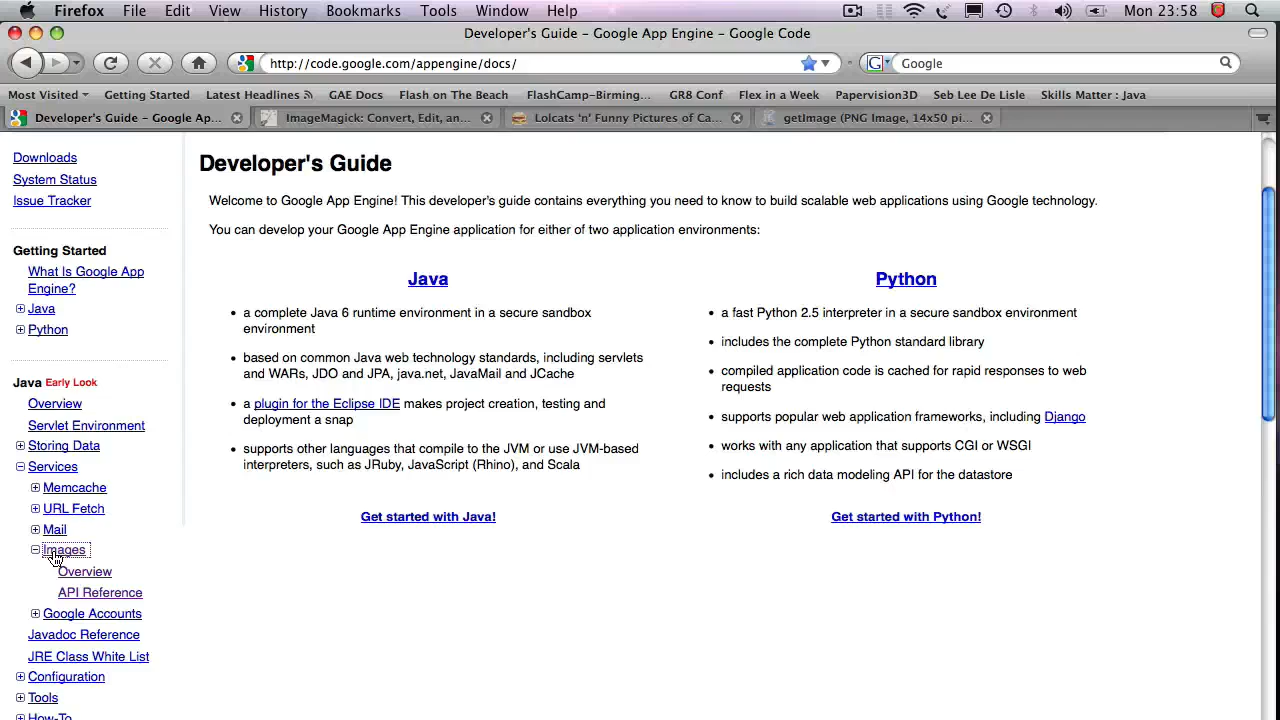 Firefox File Edit View History Bookmarks Tools Window Help Mon 23:58
Developer's Guide – Google App Engine – Google Code
http://code.google.com/appengine/docs/
Google
Most Visited Getting Started Latest Headlines GAE Docs Flash on The Beach FlashCamp-Birming... GR8 Conf Flex in a Week Papervision3D Seb Lee De Lisle Skills Matter : Java
Developer's Guide - Google Ap... ImageMagick: Convert, Edit, an... Lolcats 'n' Funny Pictures of Ca... getImage (PNG Image, 14x50 pi...
Downloads
System Status
Issue Tracker
Getting Started
What Is Google App
Engine?
Java
Python
Java Early Look
Overview
Servlet Environment
Storing Data
Services
Memcache
URL Fetch
Mail
Images
Overview
API Reference
Google Accounts
Javadoc Reference
JRE Class White List
Configuration
Tools
How-To
Developer's Guide
Welcome to Google App Engine! This developer's guide contains everything you need to know to build scalable web applications using Google technology.
You can develop your Google App Engine application for either of two application environments:
Java
• a complete Java 6 runtime environment in a secure sandbox
environment
• based on common Java web technology standards, including servlets
and WARs, JDO and JPA, java.net, JavaMail and JCache
• a plugin for the Eclipse IDE makes project creation, testing and
deployment a snap
• supports other languages that compile to the JVM or use JVM-based
interpreters, such as JRuby, JavaScript (Rhino), and Scala
Get started with Java!
Python
• a fast Python 2.5 interpreter in a secure sandbox environment
• includes the complete Python standard library
• compiled application code is cached for rapid responses to web
requests
• supports popular web application frameworks, including Django
• works with any application that supports CGI or WSGI
• includes a rich data modeling API for the datastore
Get started with Python!